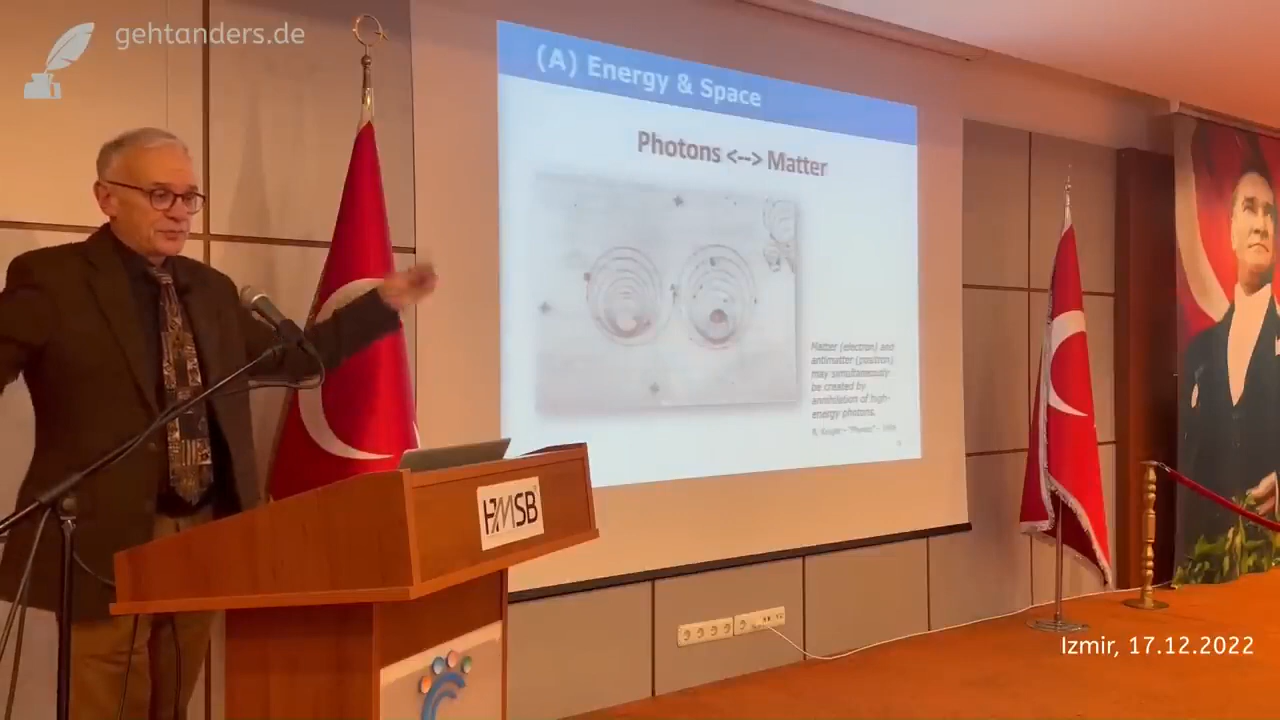 gehtanders.de
(A) Energy & Space
Photons <--> Matter
Matter (electron) and
antimatter (positron)
may simultaneously
be created by
annihilation of high-
energy photons.
HMSB
Izmir, 17.12.2022